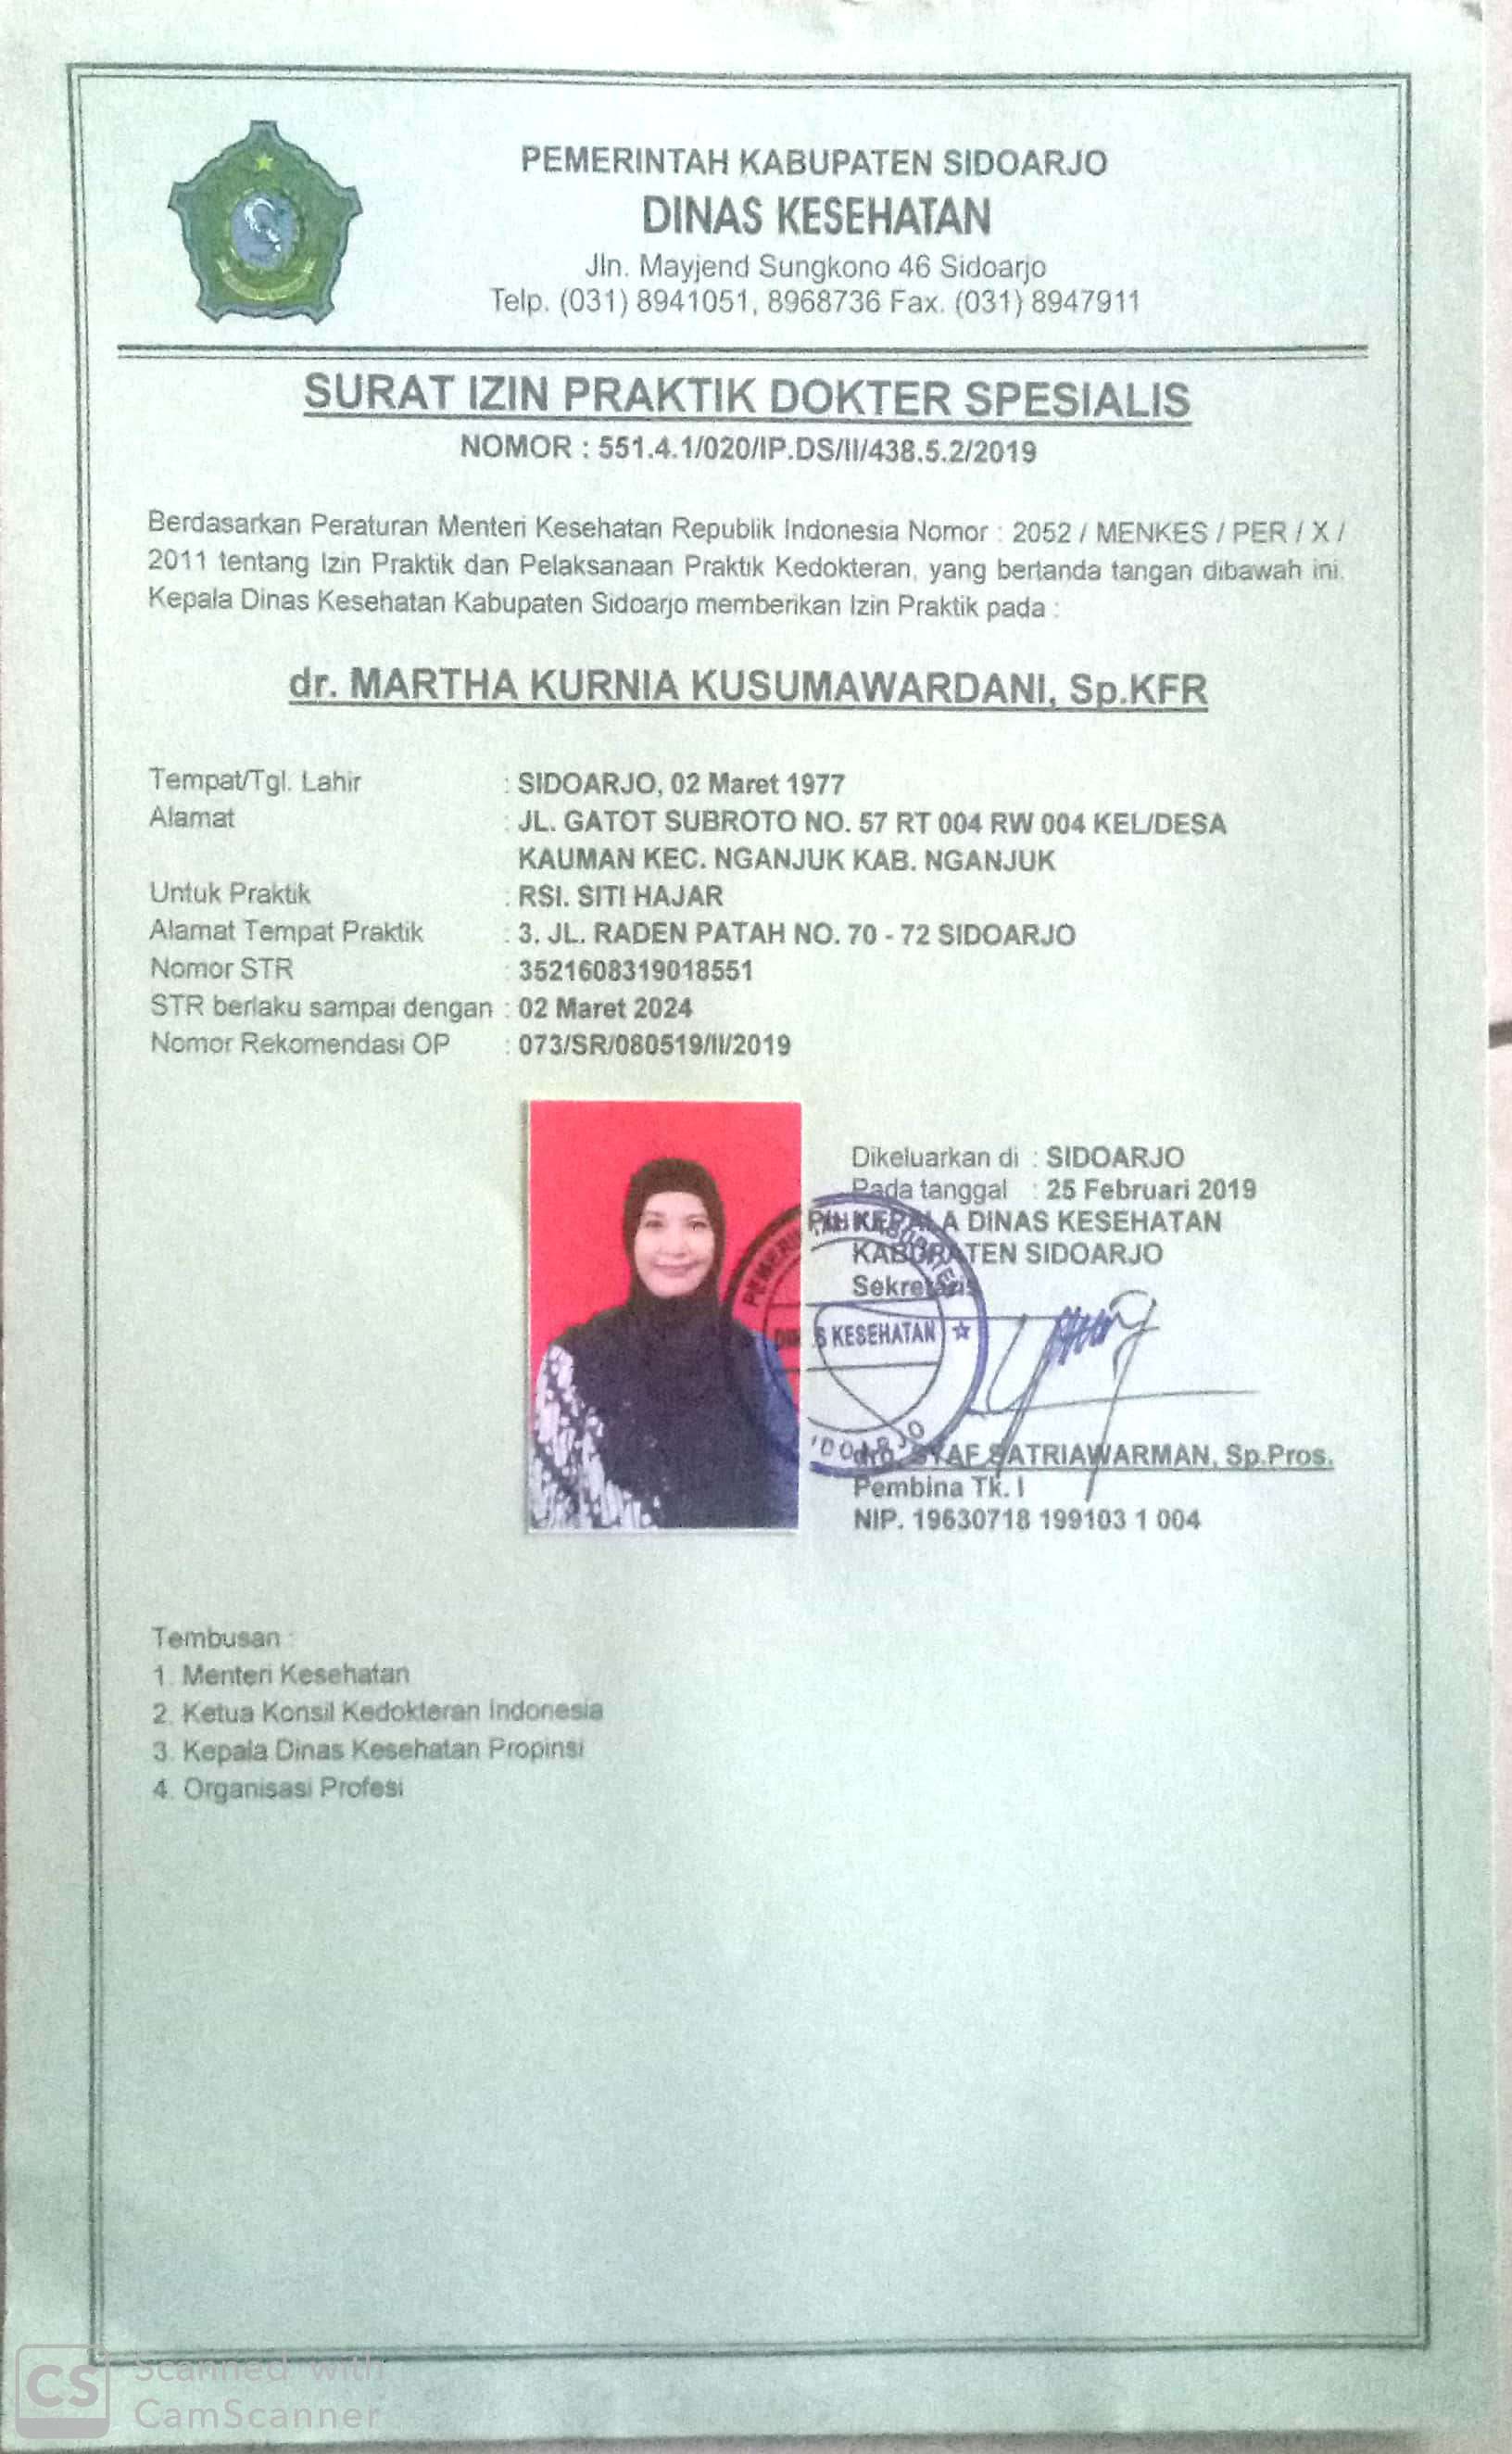 PEMERINTAH KABUPATEN SIDOARJO
DINAS KESEHATAN
Jln. Mayjend Sungkono 46 Sidoarjo
Telp. (031) 8941051, 8968736 Fax. (031) 8947911
SURAT IZIN PRAKTIK DOKTER SPESIALIS
NOMOR : 551.4.1/020/IP.DS/II/438.5.2/2019
Berdasarkan Peraturan Menteri Kesehatan Republik Indonesia Nomor : 2052 / MENKES / PER / X /
2011 tentang Izin Praktik dan Pelaksanaan Praktik Kedokteran, yang bertanda tangan dibawah ini.
Kepala Dinas Kesehatan Kabupaten Sidoarjo memberikan Izin Praktik pada :
dr. MARTHA KURNIA KUSUMAWARDANI, Sp.KFR
Tempat/Tgl. Lahir : SIDOARJO, 02 Maret 1977
Alamat : JL. GATOT SUBROTO NO. 57 RT 004 RW 004 KEL/DESA
KAUMAN KEC. NGANJUK KAB. NGANJUK
Untuk Praktik : RSI. SITI HAJAR
Alamat Tempat Praktik : 3. JL. RADEN PATAH NO. 70 - 72 SIDOARJO
Nomor STR : 3521608319018551
STR berlaku sampai dengan : 02 Maret 2024
Nomor Rekomendasi OP : 073/SR/080519/II/2019
Dikeluarkan di : SIDOARJO
Pada tanggal : 25 Februari 2019
KEPALA DINAS KESEHATAN
KABUPATEN SIDOARJO
Sekretaris
KESEHATAN
SATRIAWARMAN, Sp.Pros.
Pembina Tk. I
NIP. 19630718 199103 1 004
Tembusan :
1. Menteri Kesehatan
2. Ketua Konsil Kedokteran Indonesia
3. Kepala Dinas Kesehatan Propinsi
4. Organisasi Profesi
CS Scanned with
CamScanner